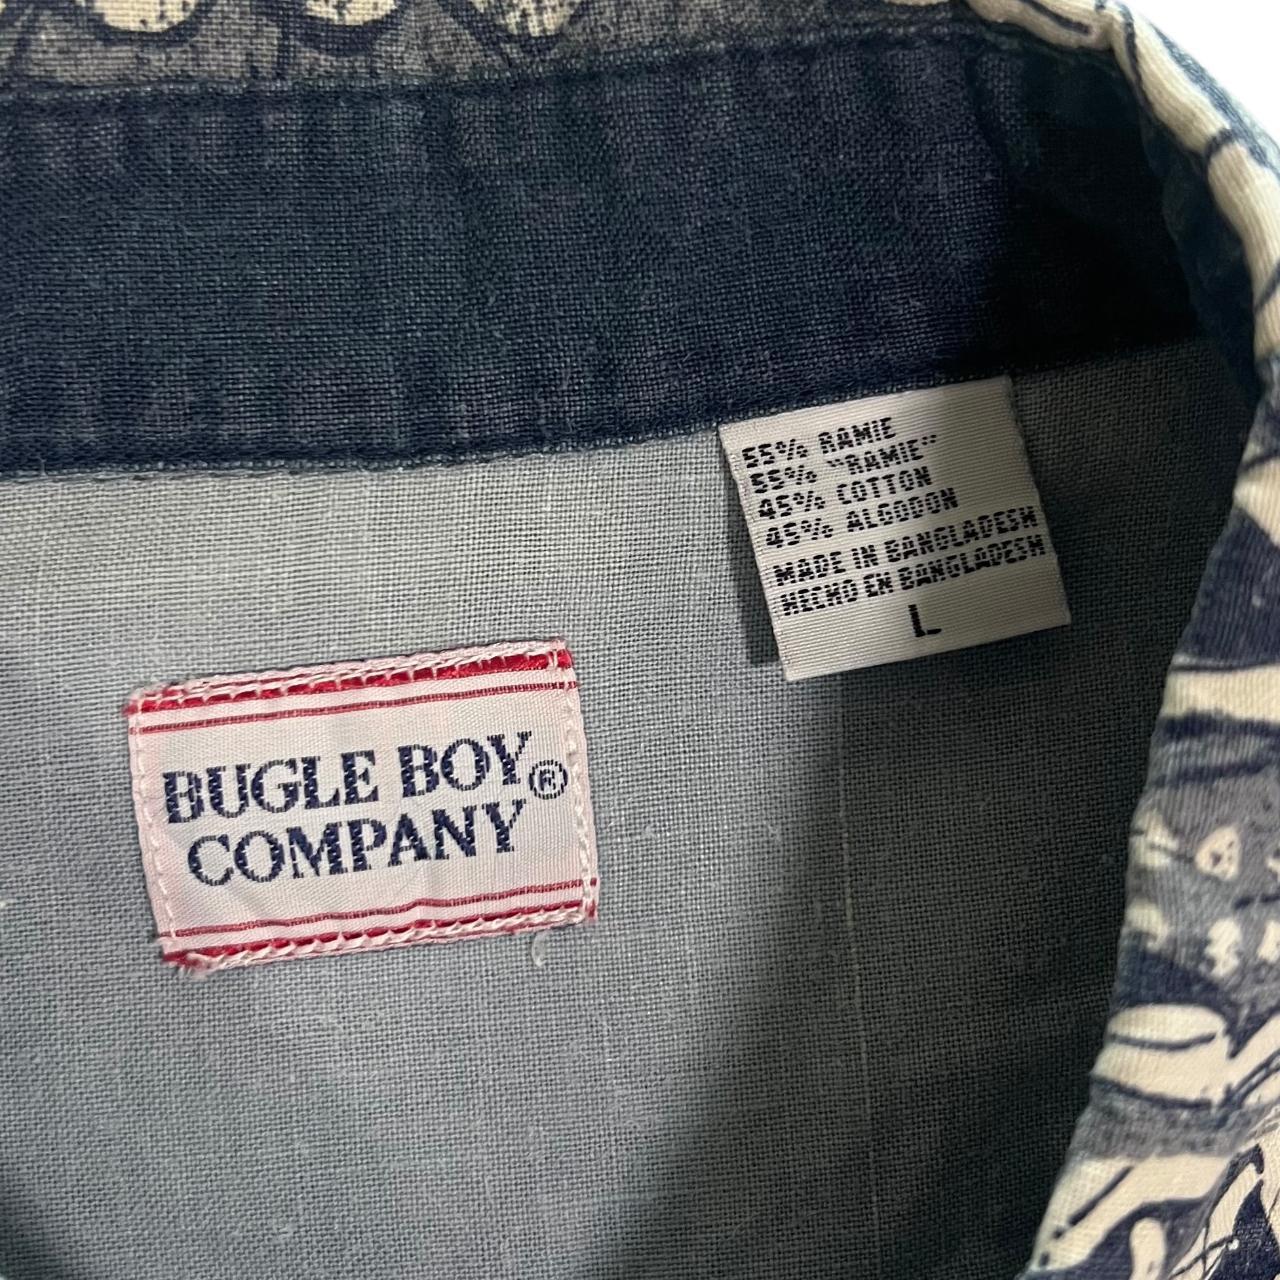 55% RAMIE
55% "RAMIE"
45% COTTON
45% ALGODON
MADE IN BANGLADESH
HECHO EN BANGLADESH
L
BUGLE BOY®
COMPANY